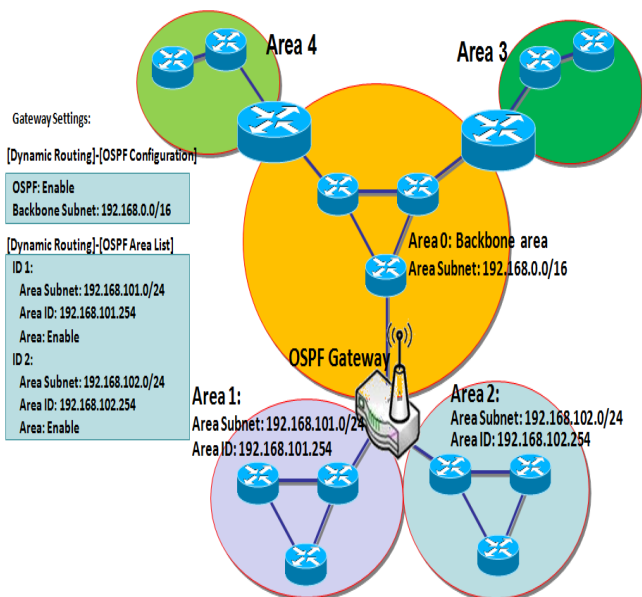 Area 4
Area 3
Gateway Settings:
[Dynamic Routing]-[OSPF Configuration]
OSPF: Enable
Backbone Subnet: 192.168.0.0/16
[Dynamic Routing]-[OSPF Area List]
ID 1:
Area Subnet: 192.168.101.0/24
Area ID: 192.168.101.254
Area: Enable
ID 2:
Area Subnet: 192.168.102.0/24
Area ID: 192.168.102.254
Area: Enable
Area 0: Backbone area
Area Subnet: 192.168.0.0/16
OSPF Gateway
Area 1:
Area Subnet: 192.168.101.0/24
Area ID: 192.168.101.254
Area 2:
Area Subnet: 192.168.102.0/24
Area ID: 192.168.102.254